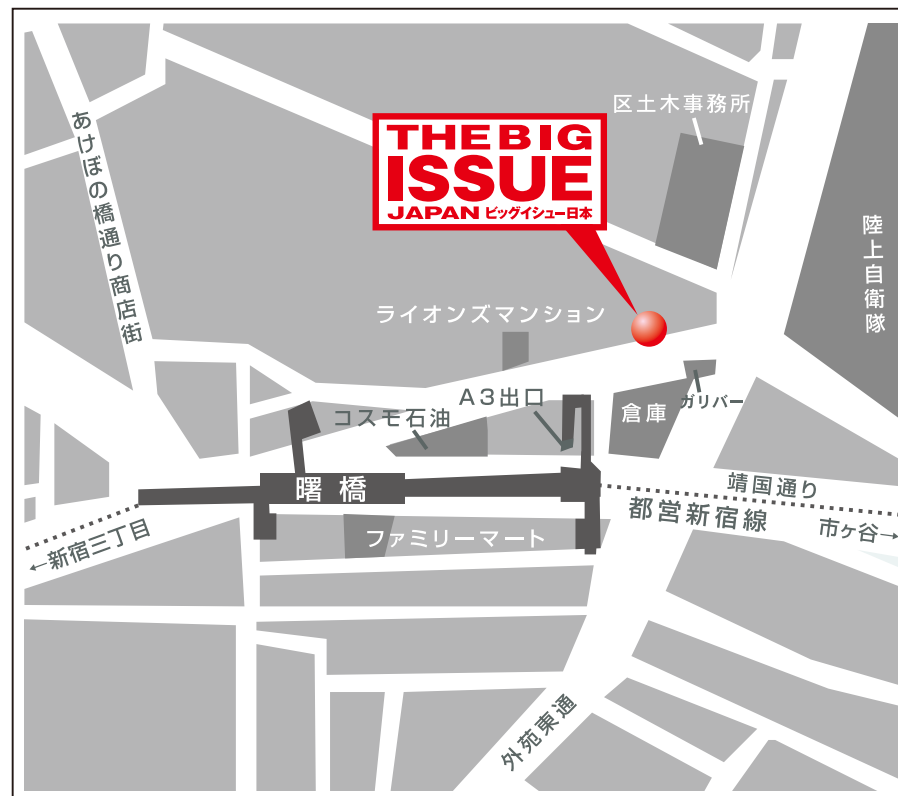 区土木事務所
THE BIG
ISSUE
JAPAN ビッグイシュー日本
あけぼの橋通り商店街
陸上自衛隊
ライオンズマンション
A3出口
コスモ石油
倉庫
ガリバー
曙橋
靖国通り
都営新宿線
市ヶ谷→
←新宿三丁目
ファミリーマート
外苑東通